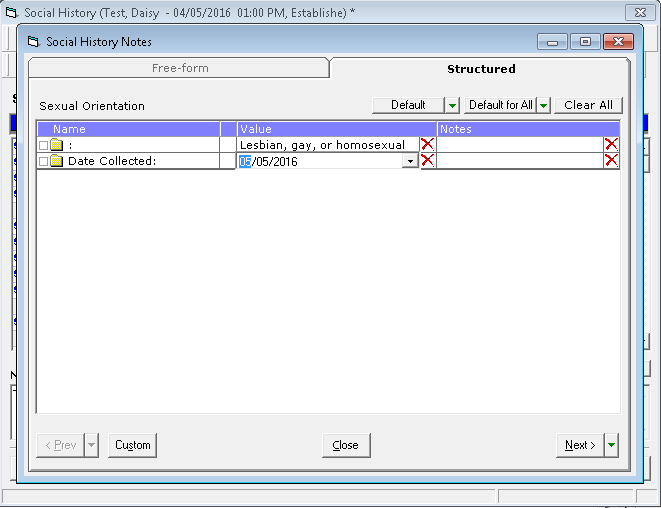 Social History (Test, Daisy - 04/05/2016 01:00 PM, Establishe) *
Social History Notes
Free-form
Structured
Sexual Orientation
Default
Default for All
Clear All
Name Value Notes
: Lesbian, gay, or homosexual
Date Collected: 05/05/2016
< Prev
Custom
Close
Next >